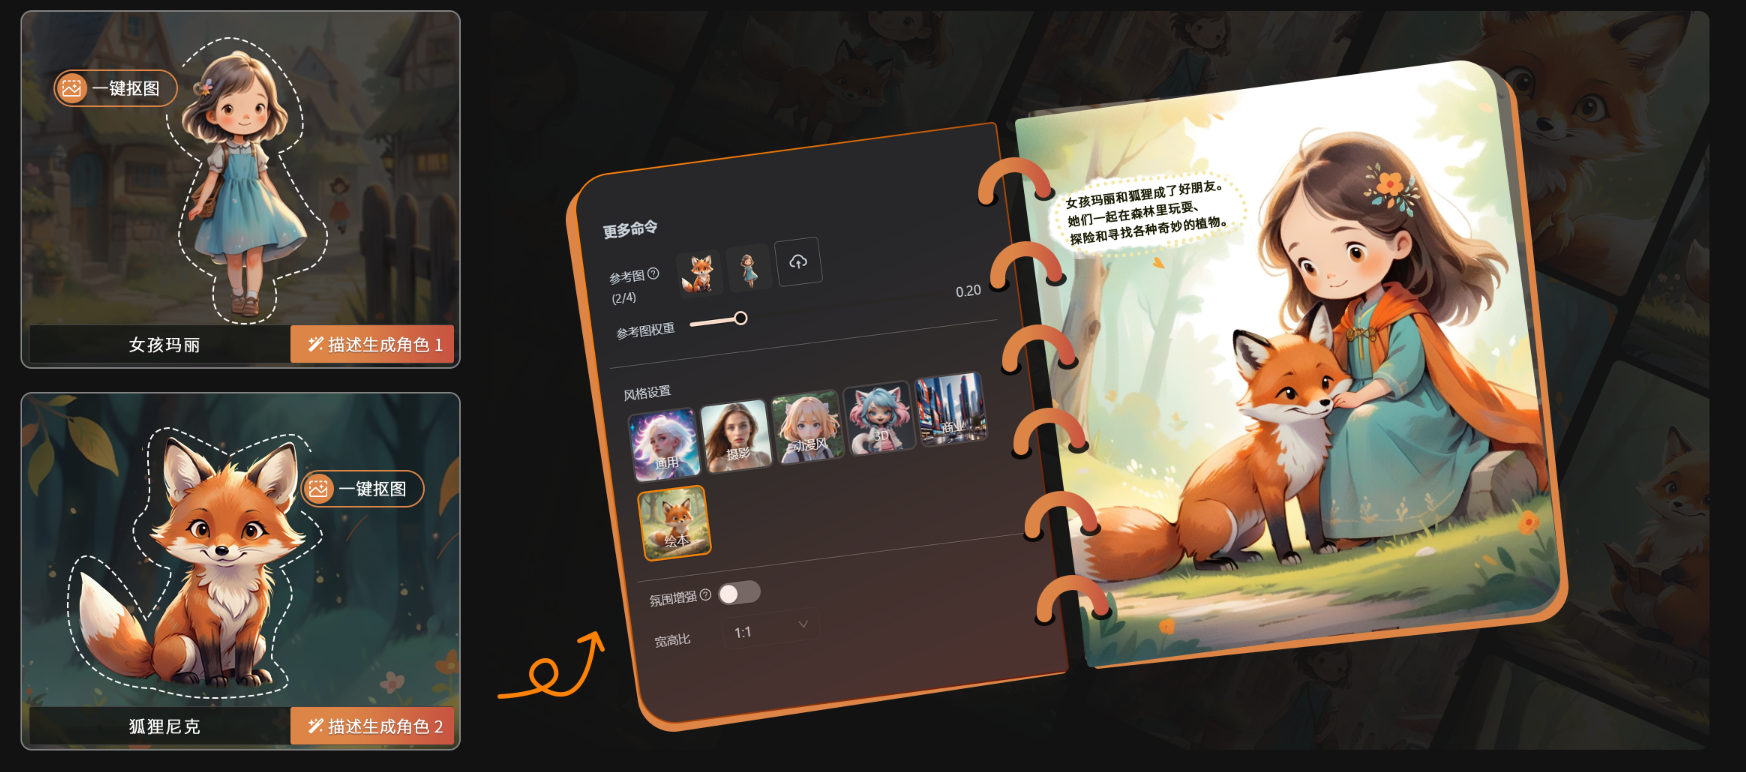 一键抠图
女孩玛丽
描述生成角色 1
一键抠图
狐狸尼克
描述生成角色 2
更多命令
参考图
(2/4)
参考图权重
0.20
风格设置
通用
摄影
动漫风
3D
商业
绘本
氛围增强
宽高比
1:1
女孩玛丽和狐狸成了好朋友。
她们一起在森林里玩耍、
探险和寻找各种奇妙的植物。